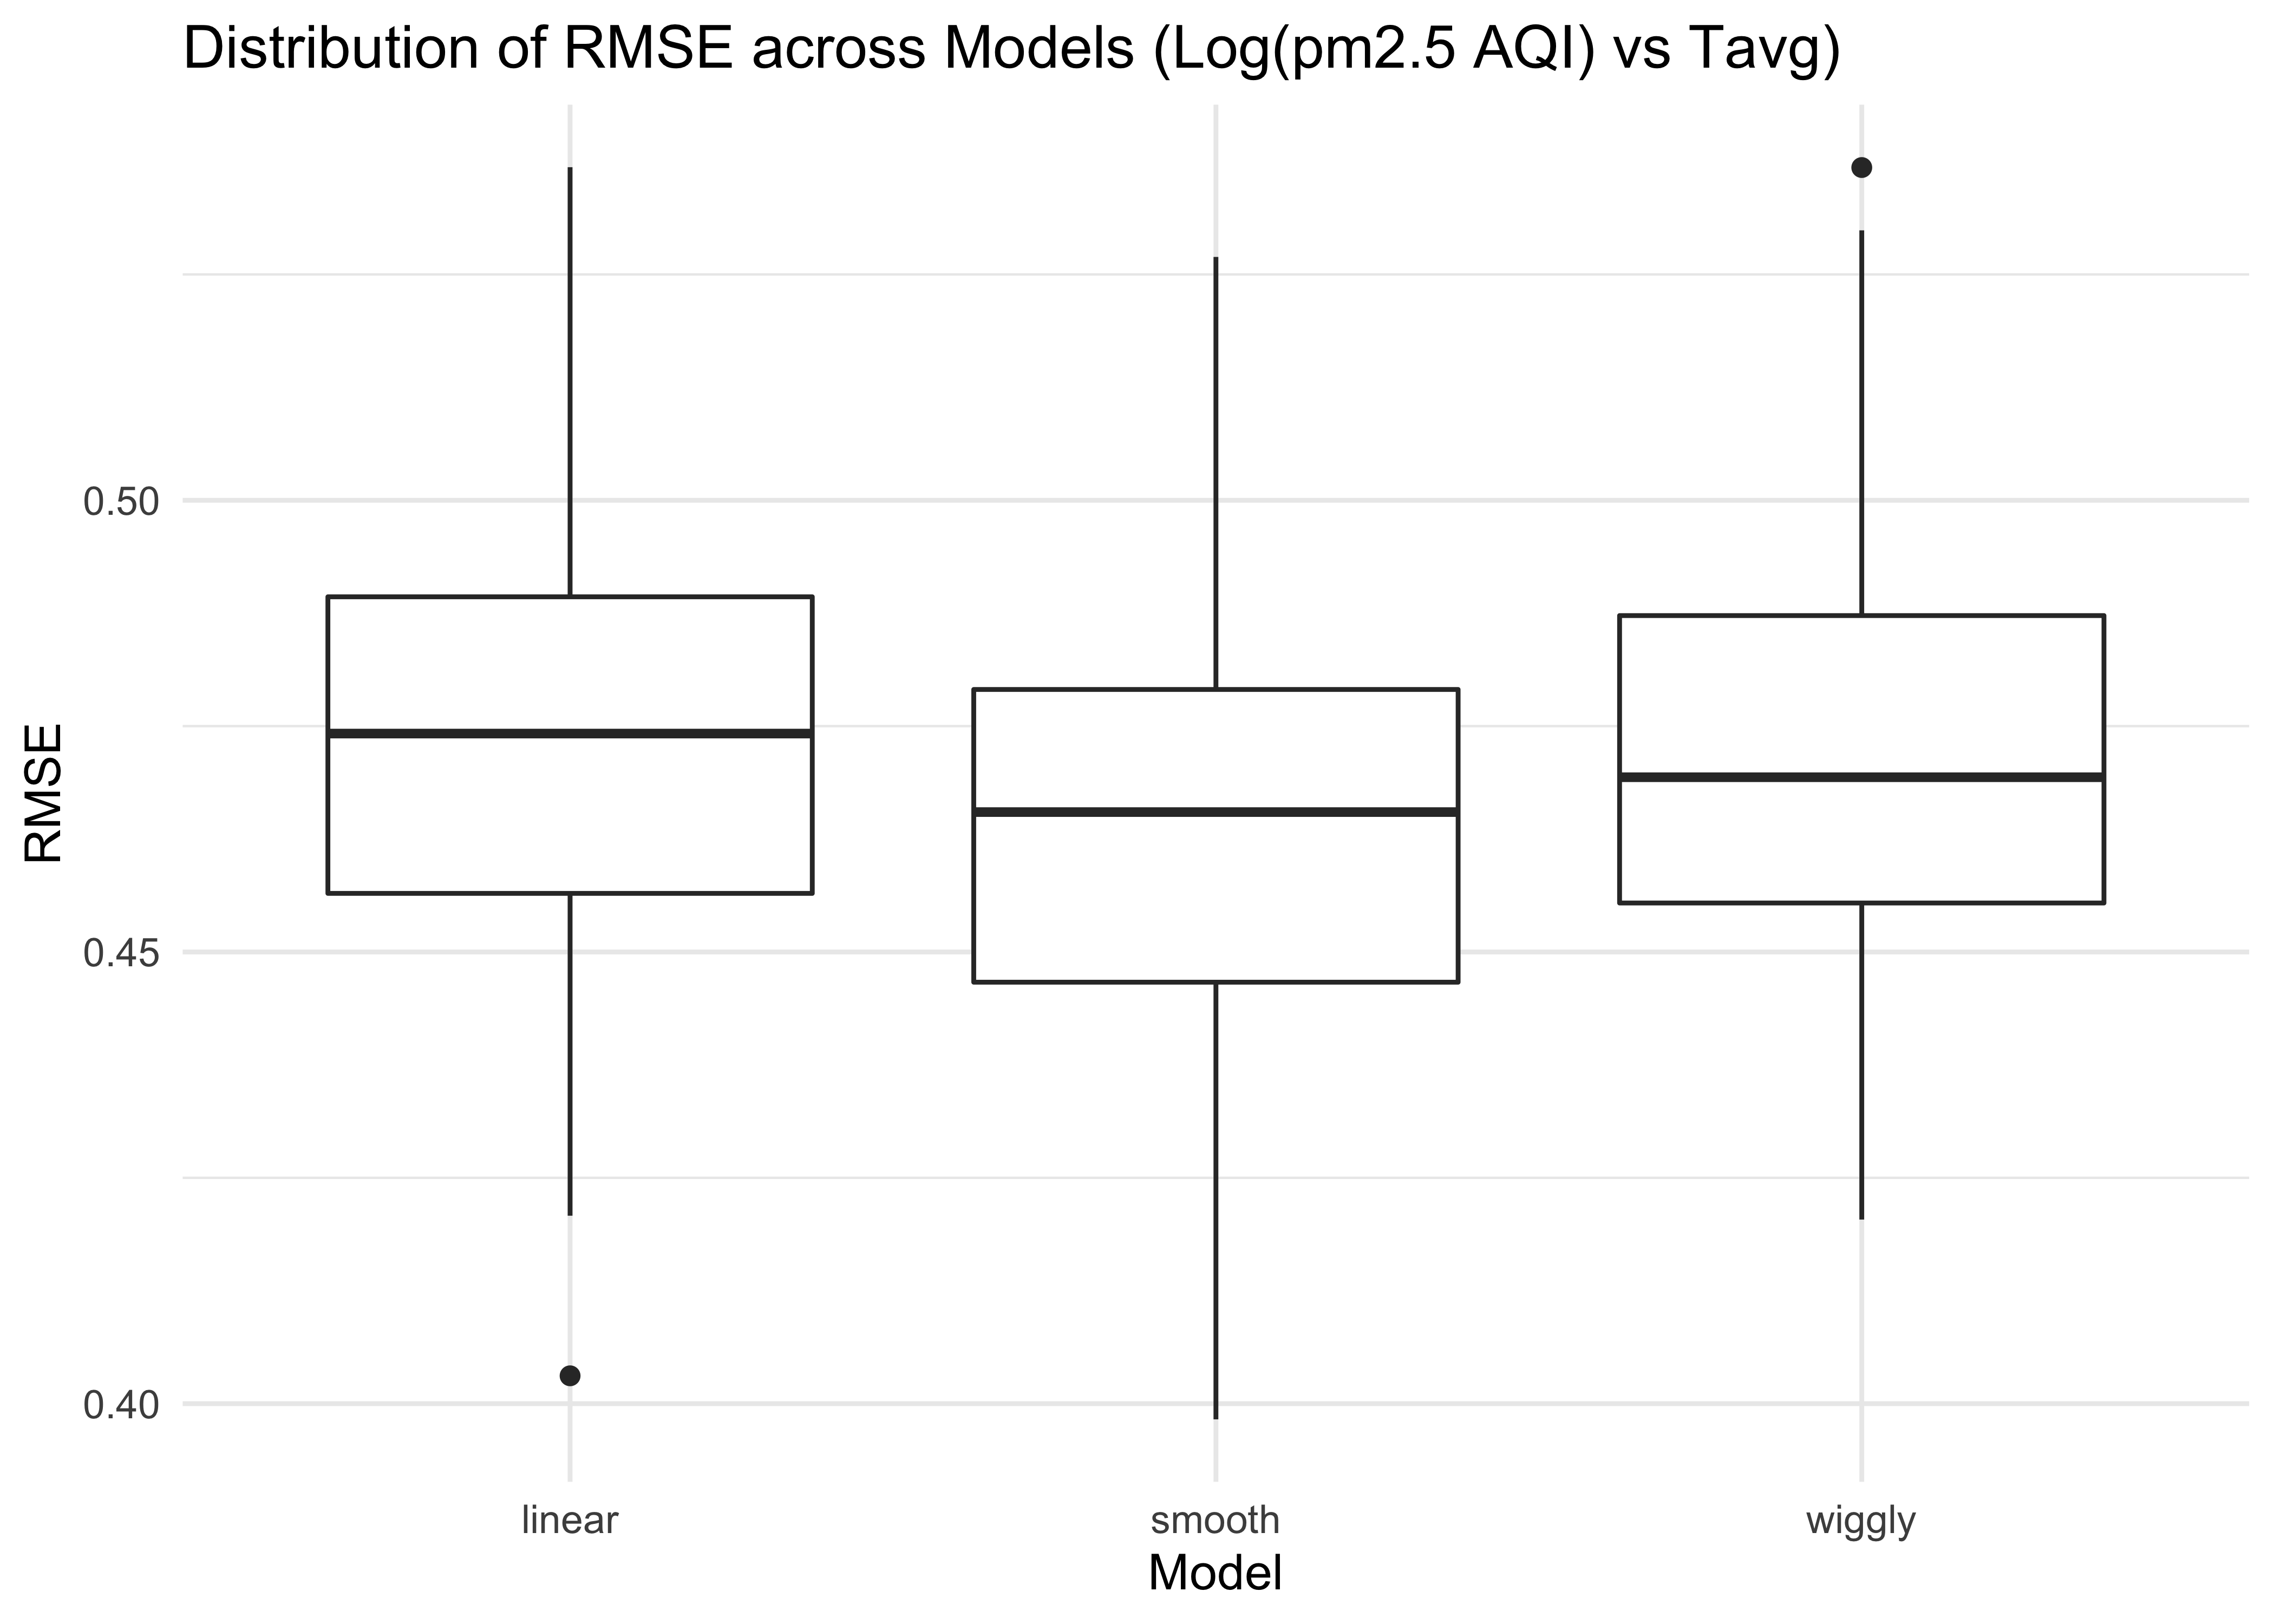 Distribution of RMSE across Models (Log(pm2.5 AQI) vs Tavg)
RMSE
0.50
0.45
0.40
linear smooth wiggly
Model